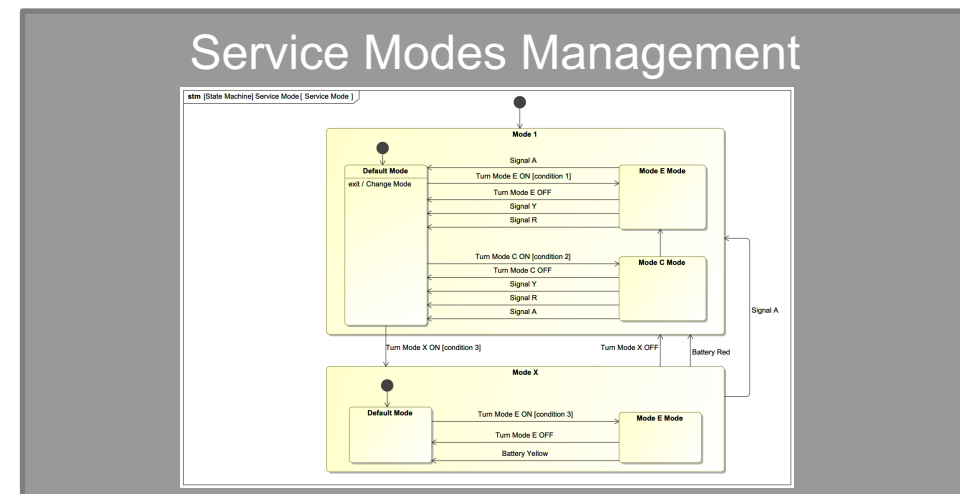 Service Modes Management
stm [State Machine] Service Mode [ Service Mode ]
Mode 1
Signal A
Default Mode
Mode E Mode
Turn Mode E ON [condition 1]
exit / Change Mode
Turn Mode E OFF
Signal Y
Signal R
Turn Mode C ON [condition 2]
Mode C Mode
Turn Mode C OFF
Signal Y
Signal R
Signal A
Signal A
Turn Mode X ON [condition 3]
Turn Mode X OFF
Battery Red
Mode X
Default Mode
Turn Mode E ON [condition 3]
Mode E Mode
Turn Mode E OFF
Battery Yellow